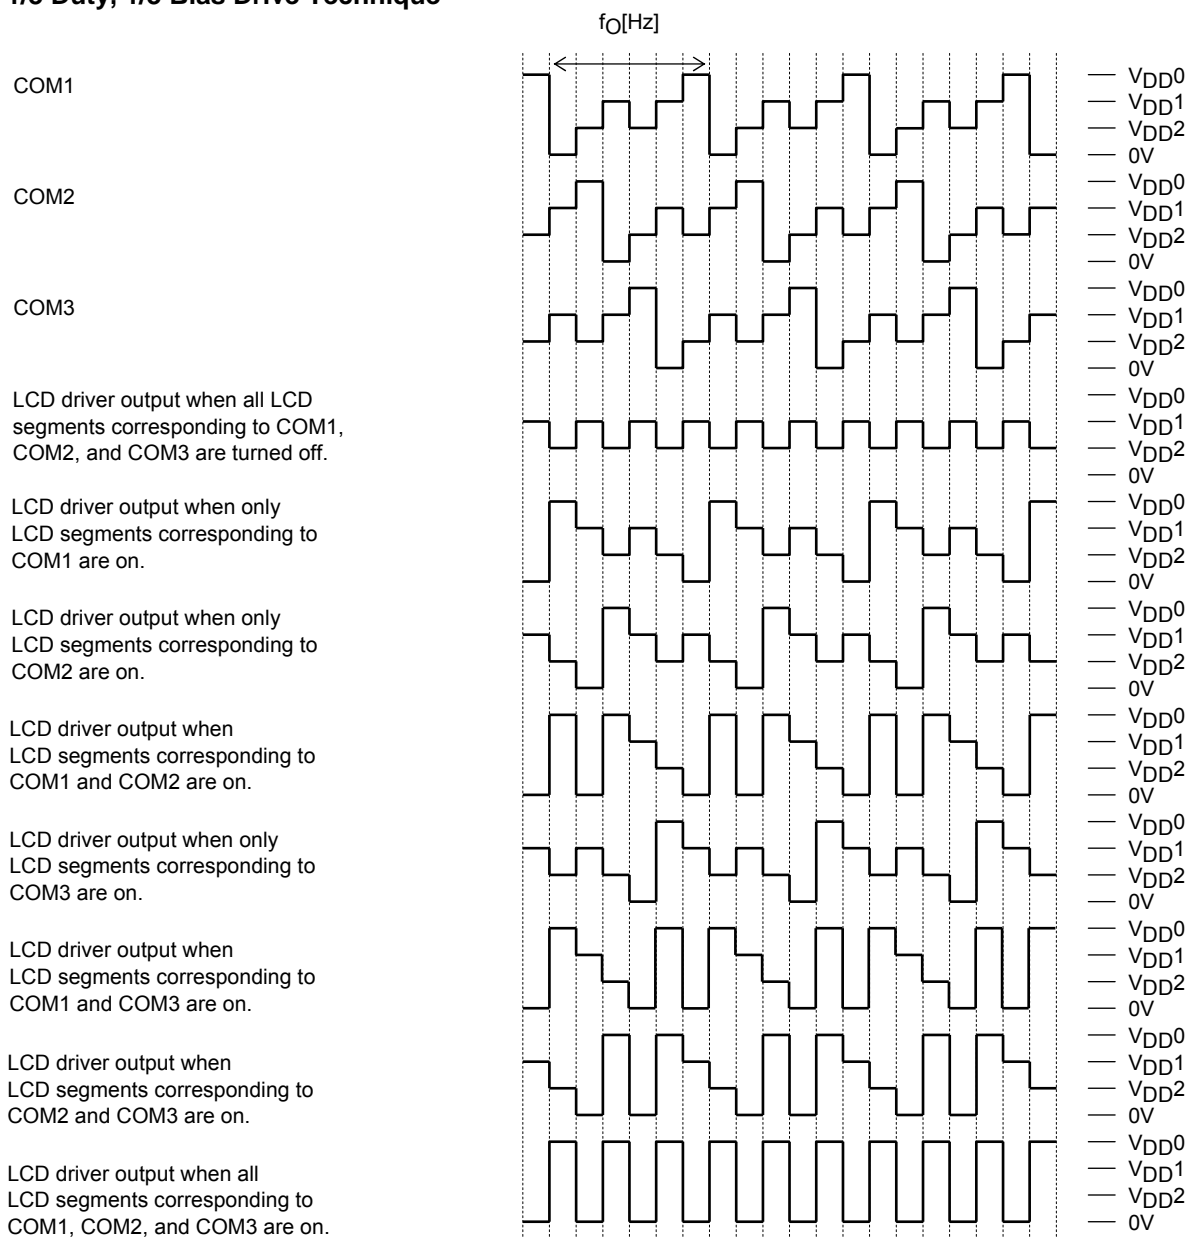 fO[Hz]
COM1
VDD0
VDD1
VDD2
0V
COM2
VDD0
VDD1
VDD2
0V
COM3
VDD0
VDD1
VDD2
0V
LCD driver output when all LCD
segments corresponding to COM1,
COM2, and COM3 are turned off.
VDD0
VDD1
VDD2
0V
LCD driver output when only
LCD segments corresponding to
COM1 are on.
VDD0
VDD1
VDD2
0V
LCD driver output when only
LCD segments corresponding to
COM2 are on.
VDD0
VDD1
VDD2
0V
LCD driver output when
LCD segments corresponding to
COM1 and COM2 are on.
VDD0
VDD1
VDD2
0V
LCD driver output when only
LCD segments corresponding to
COM3 are on.
VDD0
VDD1
VDD2
0V
LCD driver output when
LCD segments corresponding to
COM1 and COM3 are on.
VDD0
VDD1
VDD2
0V
LCD driver output when
LCD segments corresponding to
COM2 and COM3 are on.
VDD0
VDD1
VDD2
0V
LCD driver output when all
LCD segments corresponding to
COM1, COM2, and COM3 are on.
VDD0
VDD1
VDD2
0V